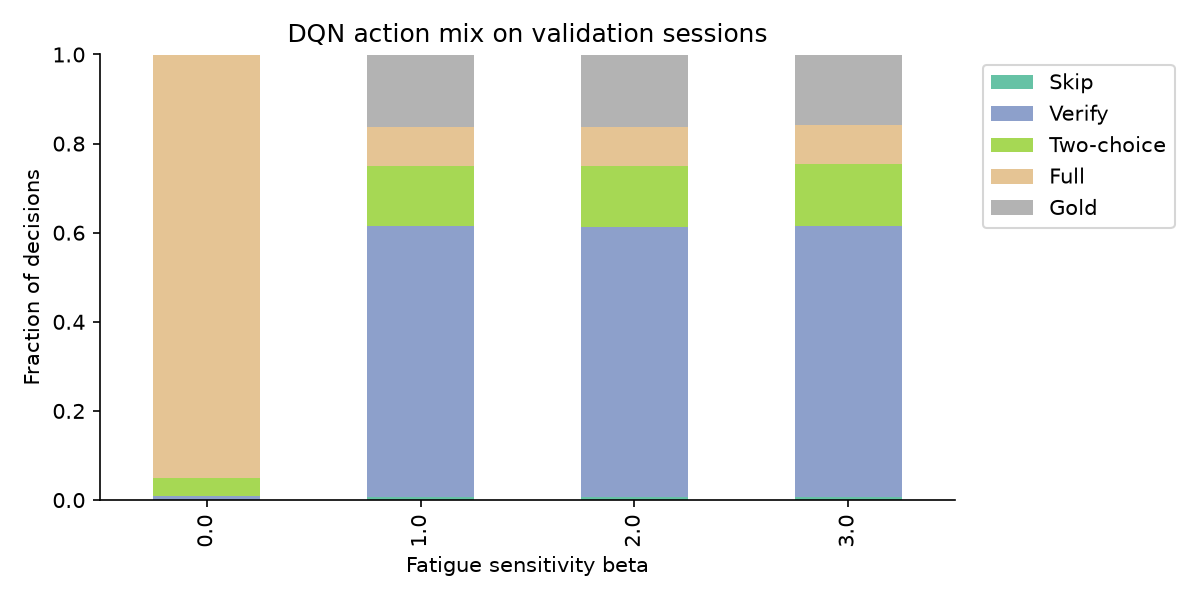 DQN action mix on validation sessions
1.0
0.8
0.6
0.4
0.2
0.0
Fraction of decisions
0.0
1.0
2.0
3.0
Fatigue sensitivity beta
Skip
Verify
Two-choice
Full
Gold